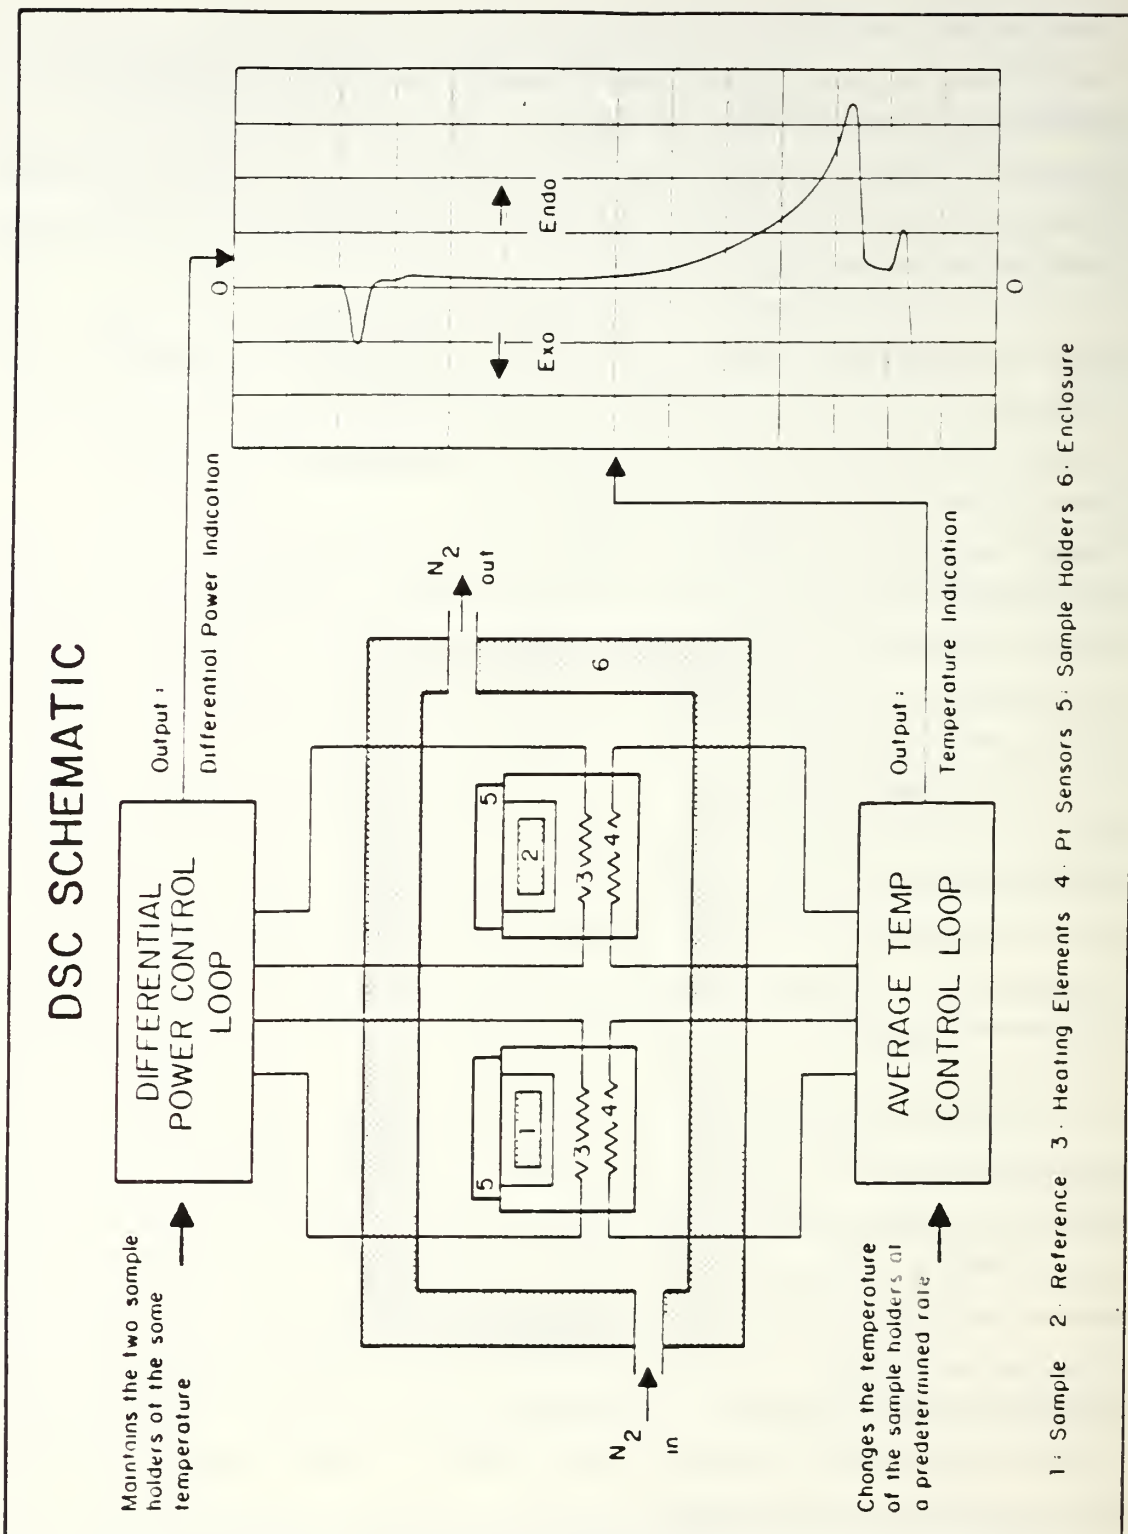 DSC SCHEMATIC
Maintains the two sample
holders at the same
temperature
DIFFERENTIAL
POWER CONTROL
LOOP
Output:
Differential Power Indication
N2
in
5
1
3
4
5
2
3
4
6
N2
out
Changes the temperature
of the sample holders at
a predetermined rate
AVERAGE TEMP
CONTROL LOOP
Output:
Temperature Indication
0
Exo
Endo
0
1: Sample 2: Reference 3: Heating Elements 4: Pt Sensors 5: Sample Holders 6: Enclosure